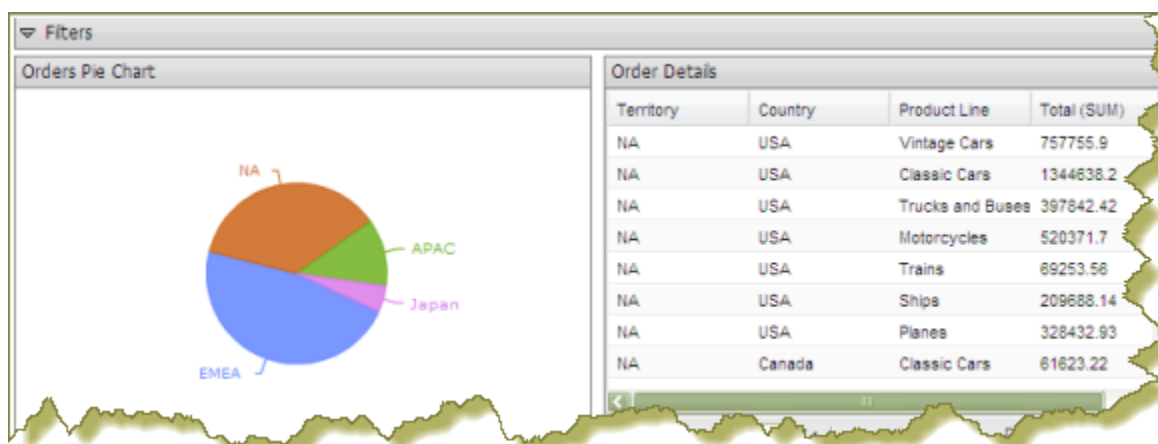 Filters
Orders Pie Chart
NA
APAC
Japan
EMEA
Order Details
Territory Country Product Line Total (SUM)
NA USA Vintage Cars 757755.9
NA USA Classic Cars 1344638.2
NA USA Trucks and Buses 397842.42
NA USA Motorcycles 520371.7
NA USA Trains 69253.56
NA USA Ships 209688.14
NA USA Planes 328432.93
NA Canada Classic Cars 61623.22